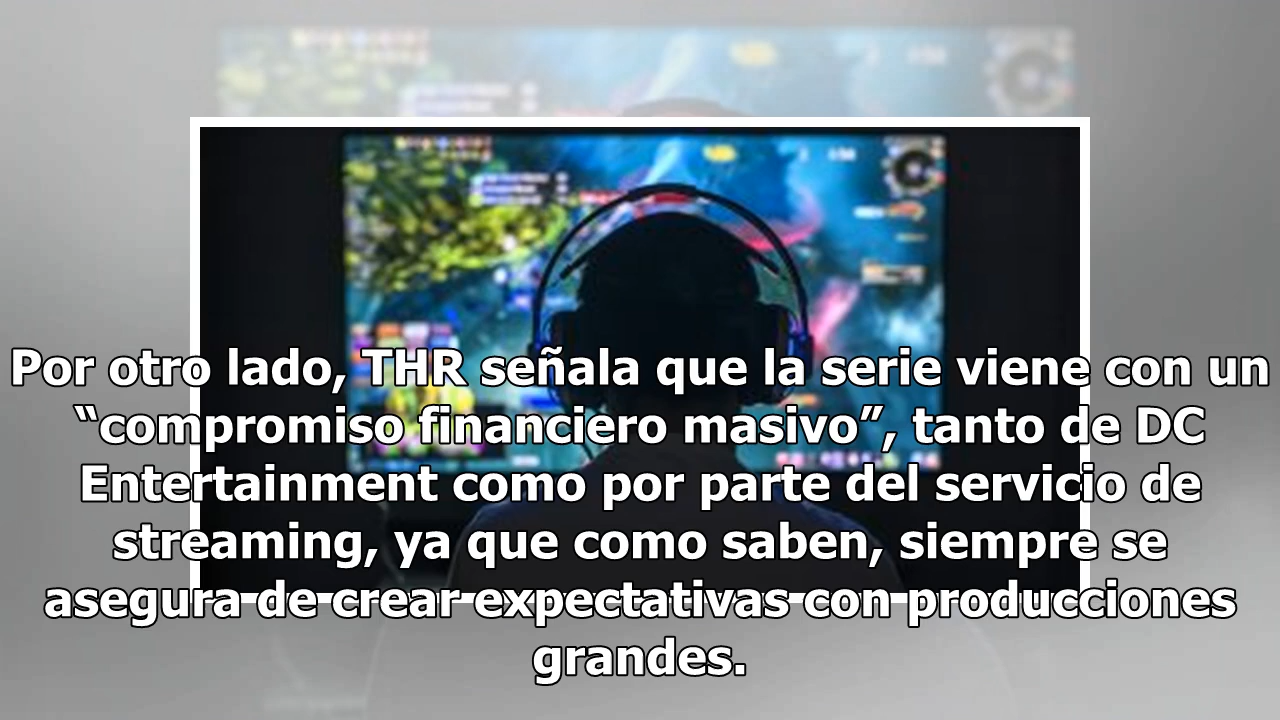 Por otro lado, THR señala que la serie viene con un
“compromiso financiero masivo”, tanto de DC
Entertainment como por parte del servicio de
streaming, ya que como saben, siempre se
asegura de crear expectativas con producciones
grandes.